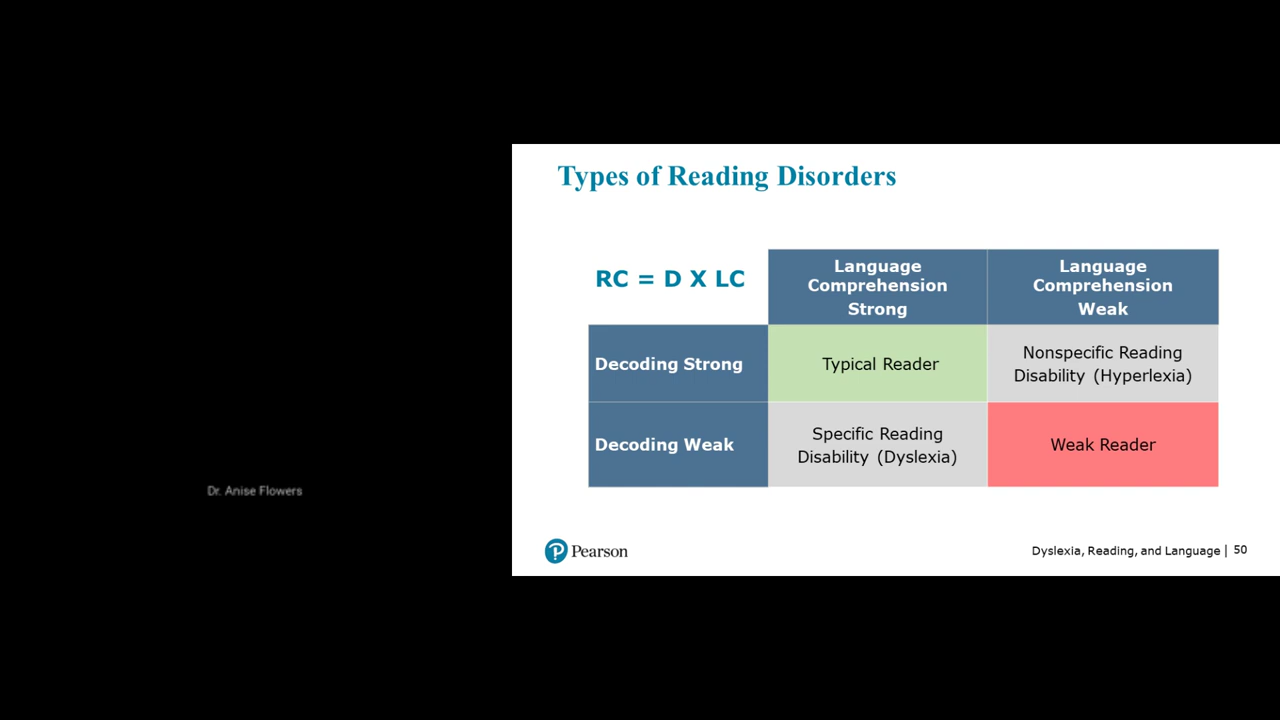 Types of Reading Disorders
RC = D X LC
Language
Comprehension
Strong
Language
Comprehension
Weak
Decoding Strong
Typical Reader
Nonspecific Reading
Disability (Hyperlexia)
Decoding Weak
Specific Reading
Disability (Dyslexia)
Weak Reader
Dr. Anise Flowers
Pearson
Dyslexia, Reading, and Language | 50